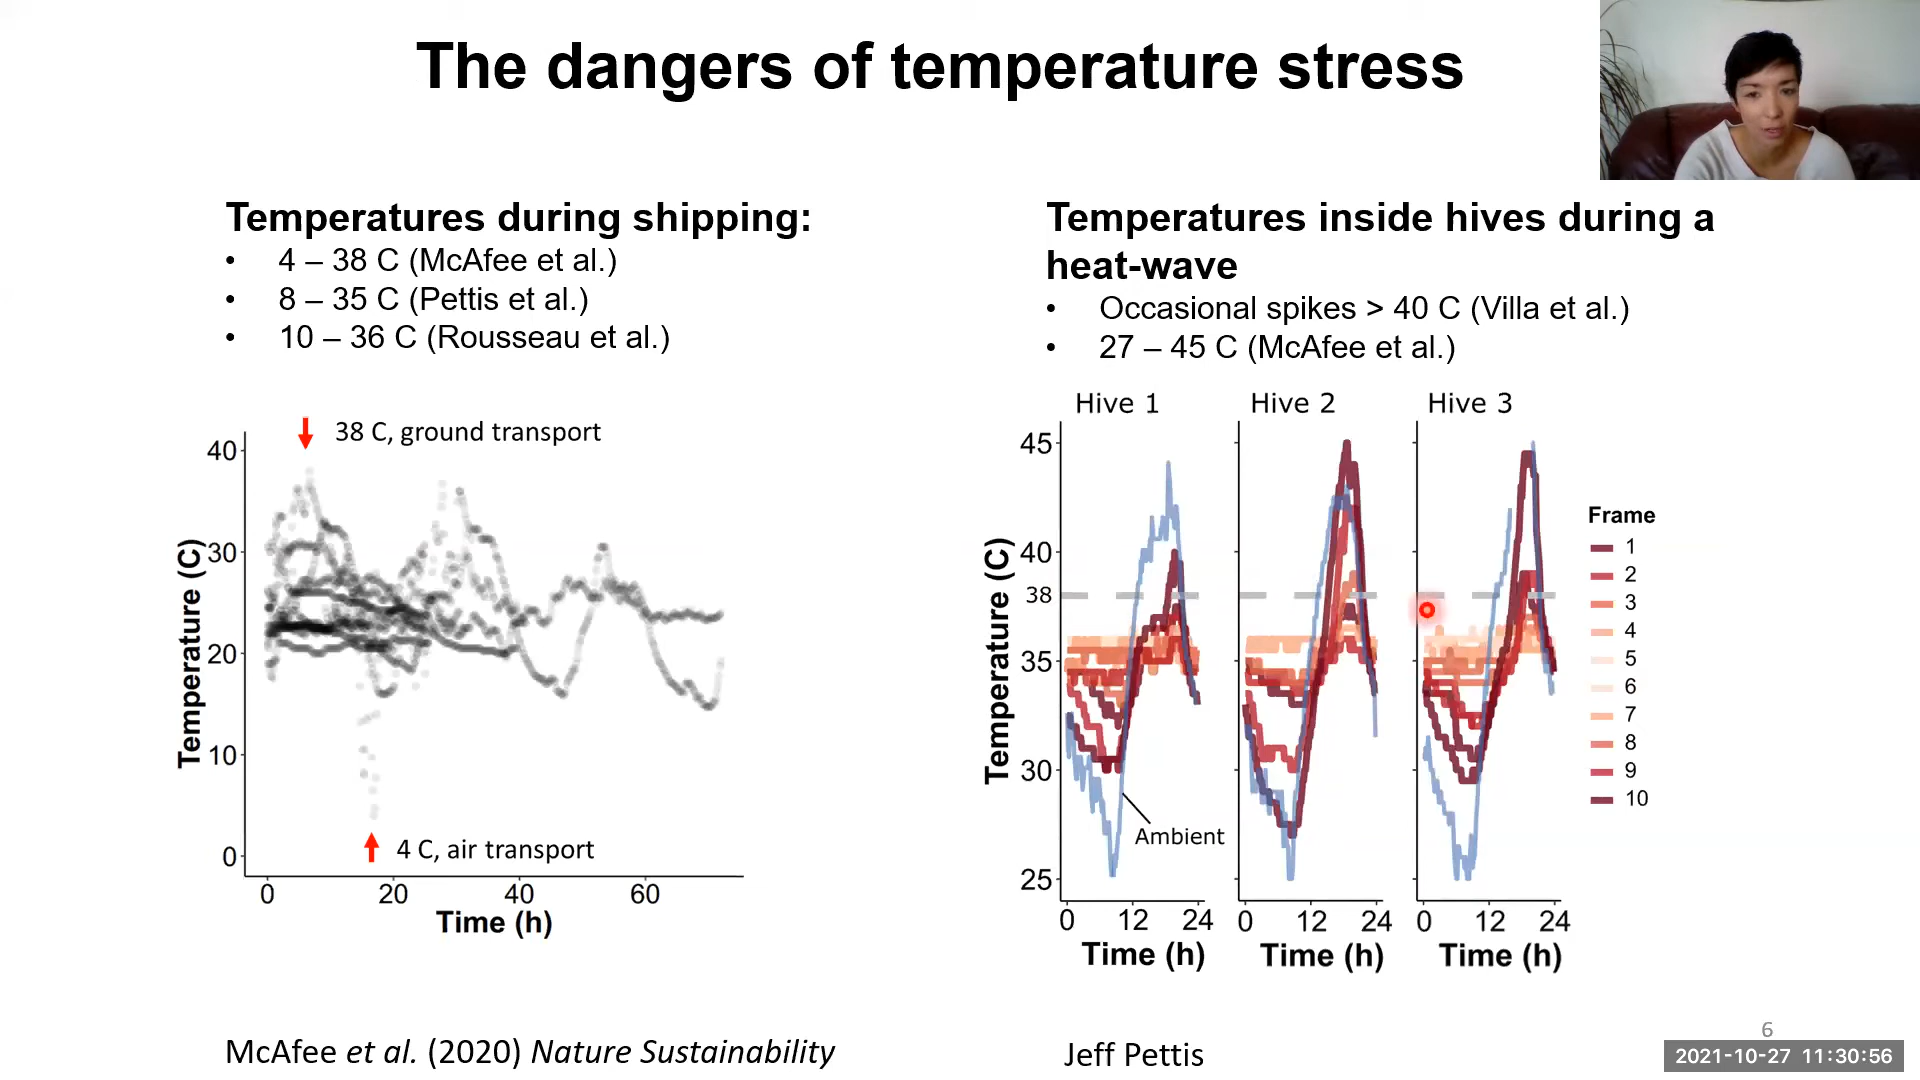 The dangers of temperature stress
Temperatures during shipping:
• 4 – 38 C (McAfee et al.)
• 8 – 35 C (Pettis et al.)
• 10 – 36 C (Rousseau et al.)
Temperatures inside hives during a
heat-wave
• Occasional spikes > 40 C (Villa et al.)
• 27 – 45 C (McAfee et al.)
38 C, ground transport
40
30
20
10
0
Temperature (C)
4 C, air transport
0 20 40 60
Time (h)
Hive 1 Hive 2 Hive 3
45
40
38
35
30
25
Temperature (C)
Ambient
0 12 24 0 12 24 0 12 24
Time (h) Time (h) Time (h)
Frame
1
2
3
4
5
6
7
8
9
10
McAfee et al. (2020) Nature Sustainability
Jeff Pettis
6
2021-10-27 11:30:56